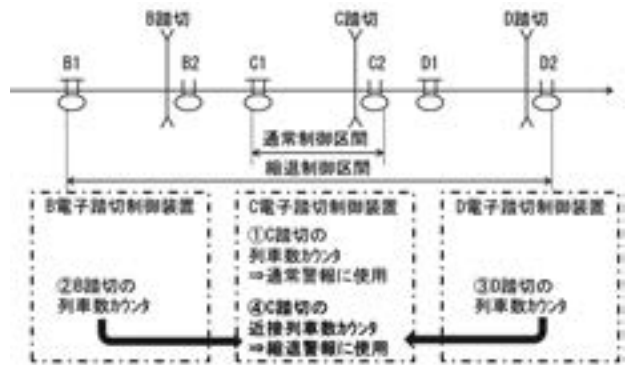 B踏切 C踏切 D踏切
B1 B2 C1 C2 D1 D2
通常制御区間
縮退制御区間
B電子踏切制御装置
②B踏切の
列車数カウンタ
C電子踏切制御装置
①C踏切の
列車数カウンタ
⇒通常警報に使用
④C踏切の
近接列車数カウンタ
⇒縮退警報に使用
D電子踏切制御装置
③D踏切の
列車数カウンタ